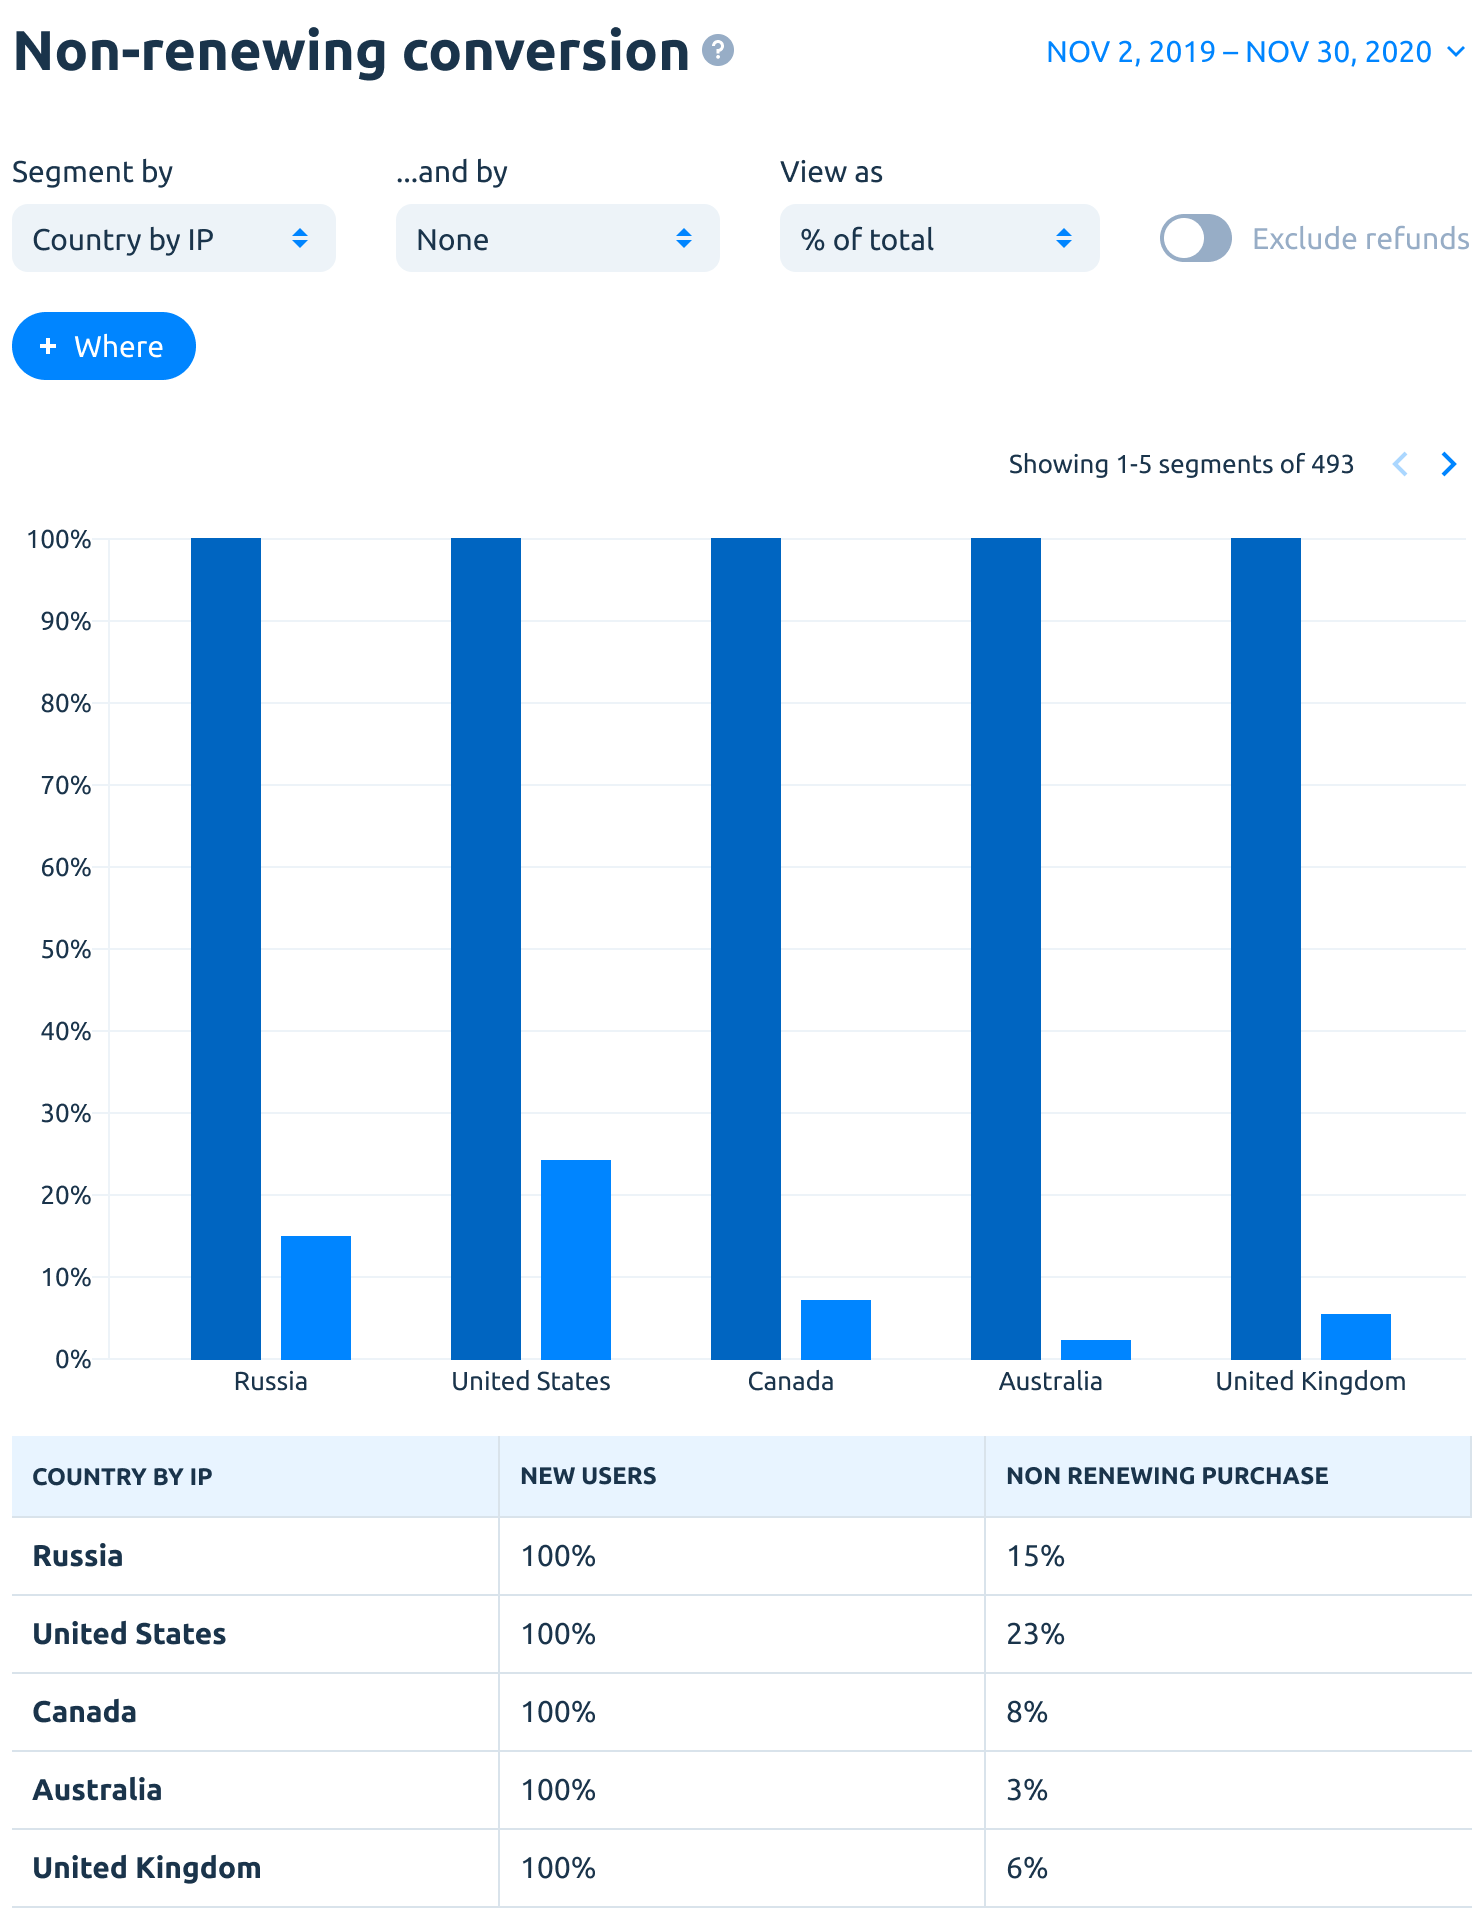 Non-renewing conversion ?
NOV 2, 2019 – NOV 30, 2020
Segment by
...and by
View as
Country by IP
None
% of total
Exclude refunds
+ Where
Showing 1-5 segments of 493
100%
90%
80%
70%
60%
50%
40%
30%
20%
10%
0%
Russia
United States
Canada
Australia
United Kingdom
COUNTRY BY IP NEW USERS NON RENEWING PURCHASE
Russia 100% 15%
United States 100% 23%
Canada 100% 8%
Australia 100% 3%
United Kingdom 100% 6%